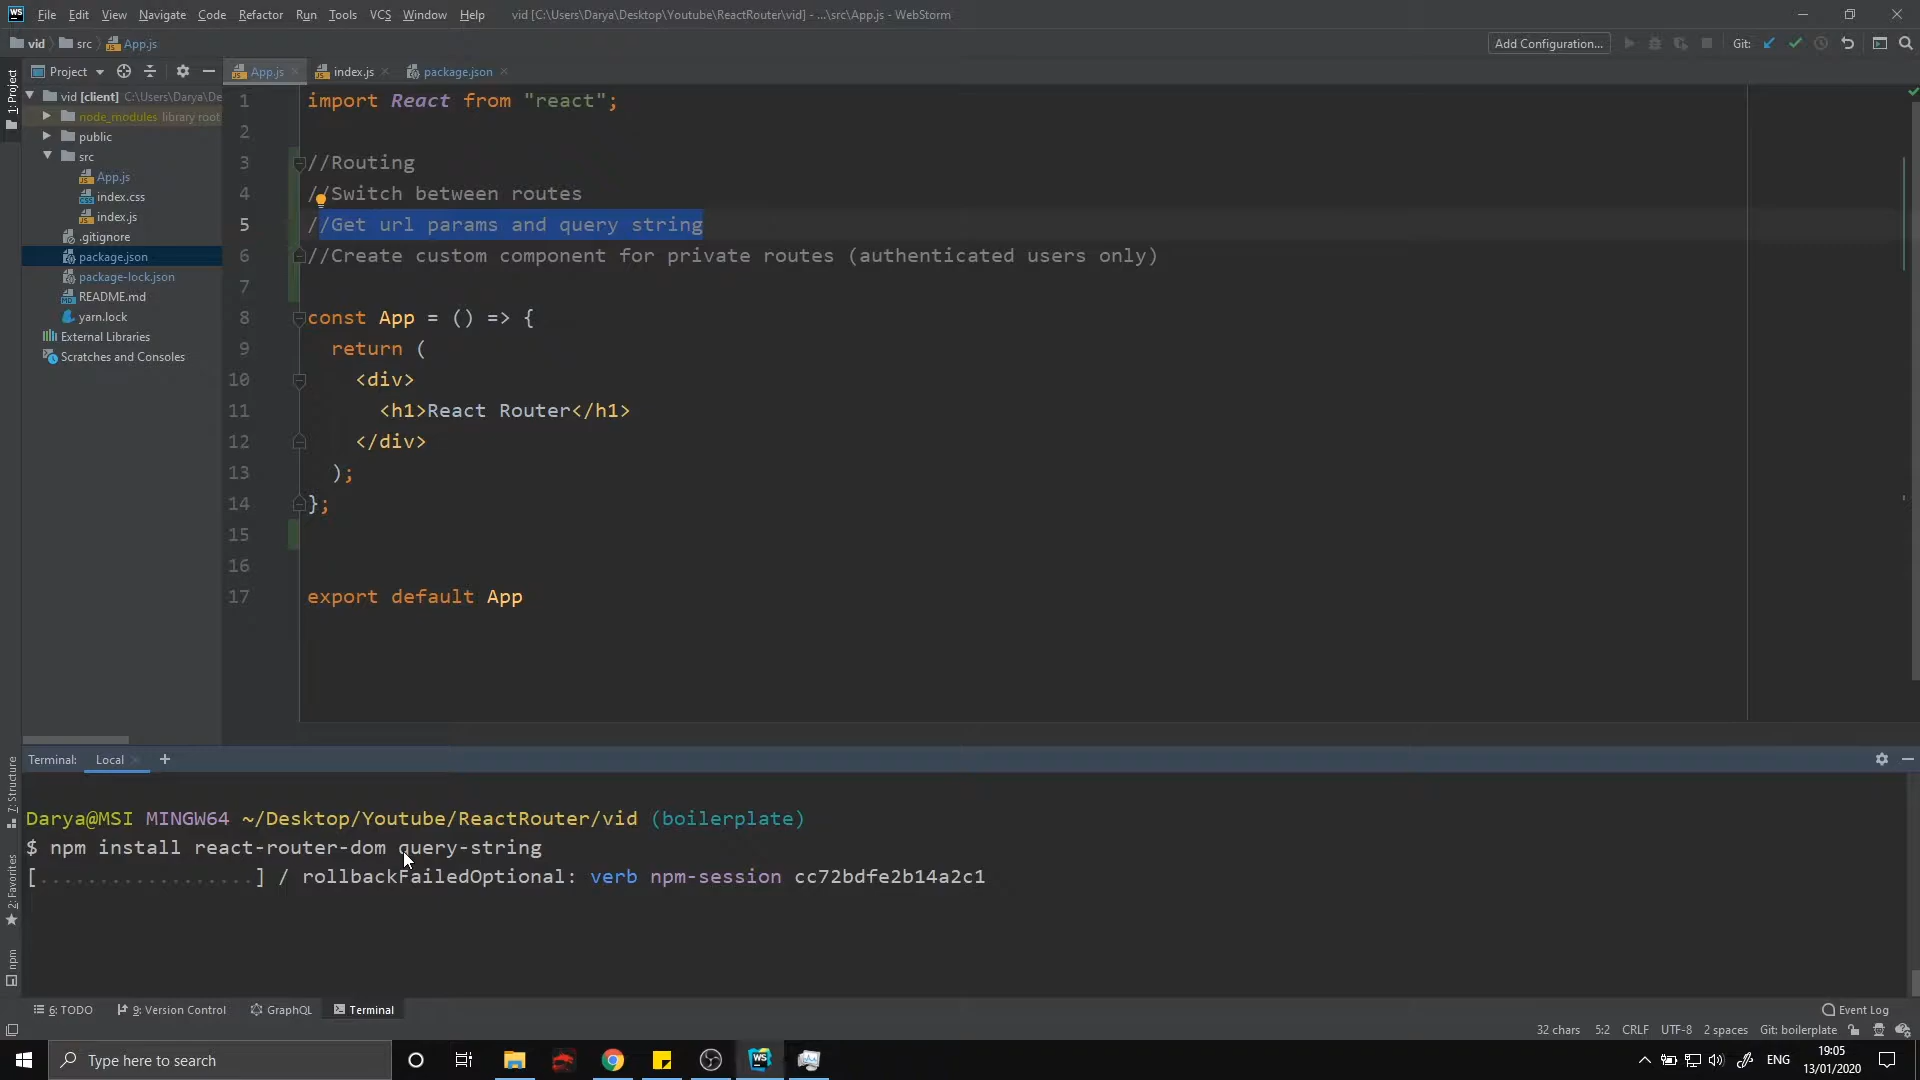 WS File Edit View Navigate Code Refactor Run Tools VCS Window Help vid [C:\Users\Darya\Desktop\Youtube\ReactRouter\vid] - ...\src\App.js - WebStorm
vid src App.js Add Configuration... Git:
Project App.js index.js package.json
1: Project
vid [client] C:\Users\Darya\De
node_modules library root
public
src
App.js
index.css
index.js
.gitignore
package.json
package-lock.json
README.md
yarn.lock
External Libraries
Scratches and Consoles
1 import React from "react";
2
3 //Routing
4 //Switch between routes
5 //Get url params and query string
6 //Create custom component for private routes (authenticated users only)
7
8 const App = () => {
9 return (
10 <div>
11 <h1>React Router</h1>
12 </div>
13 );
14 };
15
16
17 export default App
Terminal: Local +
7: Structure
2: Favorites
npm
Darya@MSI MINGW64 ~/Desktop/Youtube/ReactRouter/vid (boilerplate)
$ npm install react-router-dom query-string
[..................] / rollbackFailedOptional: verb npm-session cc72bdfe2b14a2c1
6: TODO 9: Version Control GraphQL Terminal Event Log
32 chars 5:2 CRLF UTF-8 2 spaces Git: boilerplate
Type here to search WS ENG 19:05
13/01/2020